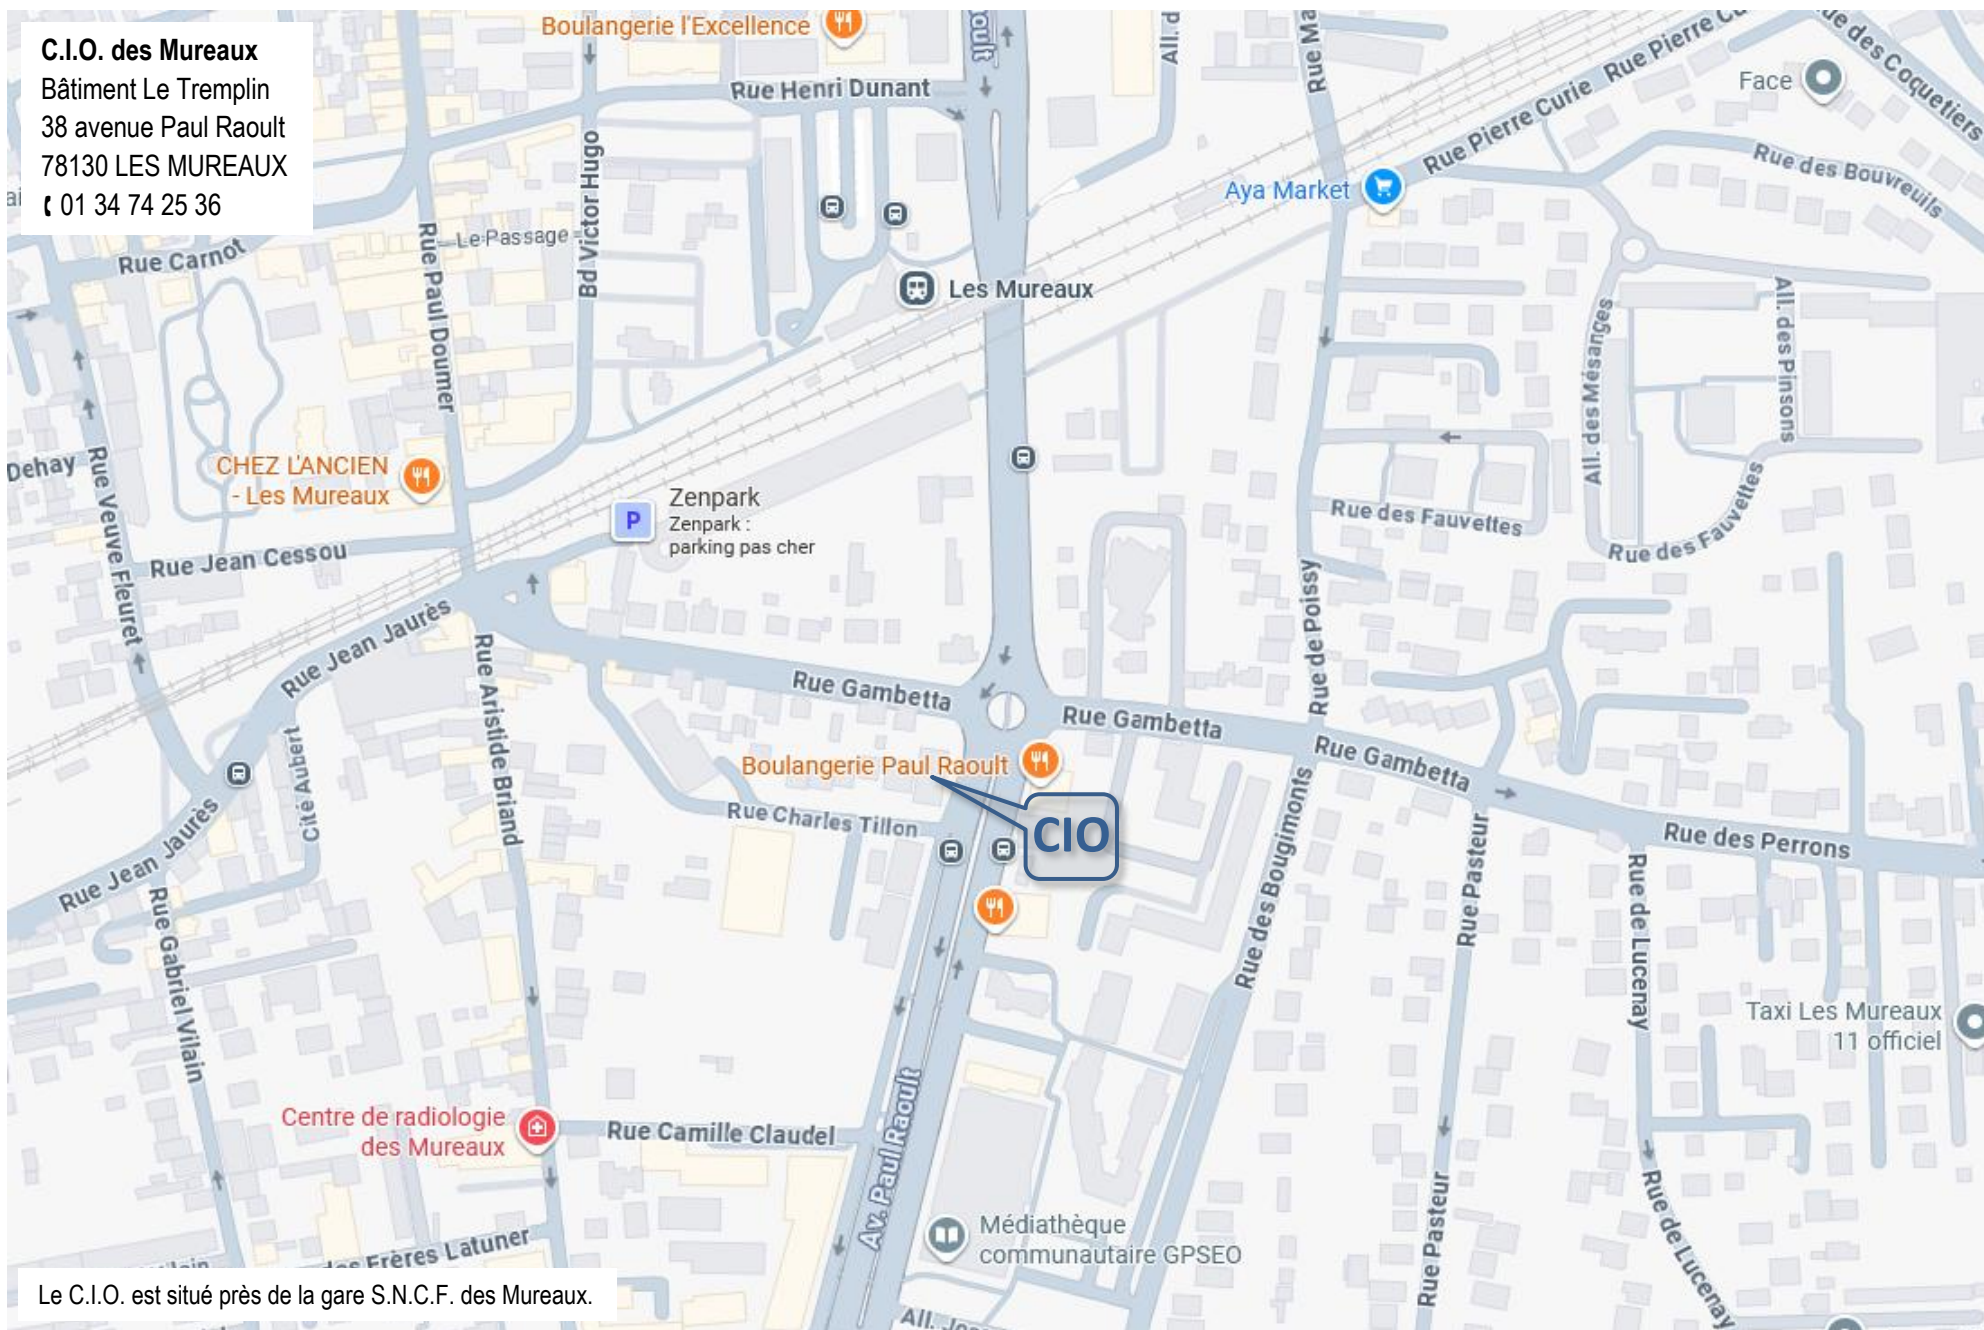 C.I.O. des Mureaux
Bâtiment Le Tremplin
38 avenue Paul Raoult
78130 LES MUREAUX
01 34 74 25 36
Boulangerie l'Excellence
Rue Henri Dunant
Rue Pierre Curie
Rue Pierre
Face
Rue des Bouvreuils
des Coquetiers
Aya Market
Bd Victor Hugo
Le Passage
Rue Carnot
Rue Paul Doumer
Les Mureaux
All. des Mésanges
All. des Pinsons
Dehay
Rue Veuve Fleuret
CHEZ L'ANCIEN
- Les Mureaux
P
Zenpark
Zenpark :
parking pas cher
Rue des Fauvettes
Rue des Fauvettes
Rue Jean Cessou
Rue Jean Jaurès
Rue de Poissy
Rue Aristide Briand
Rue Gambetta
Rue Gambetta
Rue Gambetta
Cité Aubert
Boulangerie Paul Raoult
CIO
Rue Charles Tillon
Rue des Perrons
Rue Jean Jaurès
Rue Gabriel Vilain
Rue des Bougimonts
Rue Pasteur
Rue de Lucenay
Taxi Les Mureaux
11 officiel
Centre de radiologie
des Mureaux
Rue Camille Claudel
Av. Paul Raoult
Médiathèque
communautaire GPSEO
Rue Pasteur
Rue de Lucenay
Frères Latuner
Le C.I.O. est situé près de la gare S.N.C.F. des Mureaux.